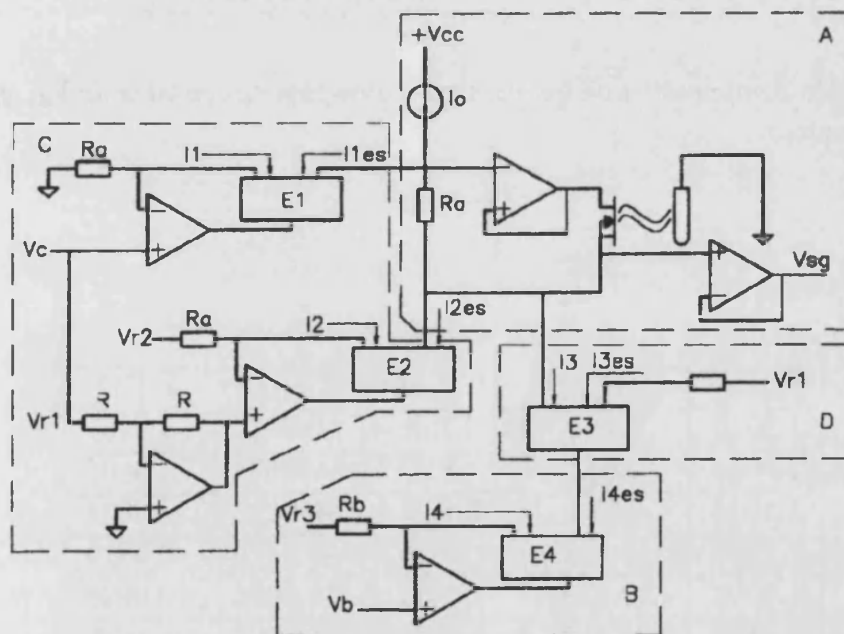 +Vcc
A
Io
C
Ra
I1
I1es
E1
Ra
Vc
Vsg
Vr2
Ra
I2
I2es
E2
I3
I3es
Vr1
Vr1
R
R
E3
D
Vr3
Rb
I4
I4es
E4
Vb
B